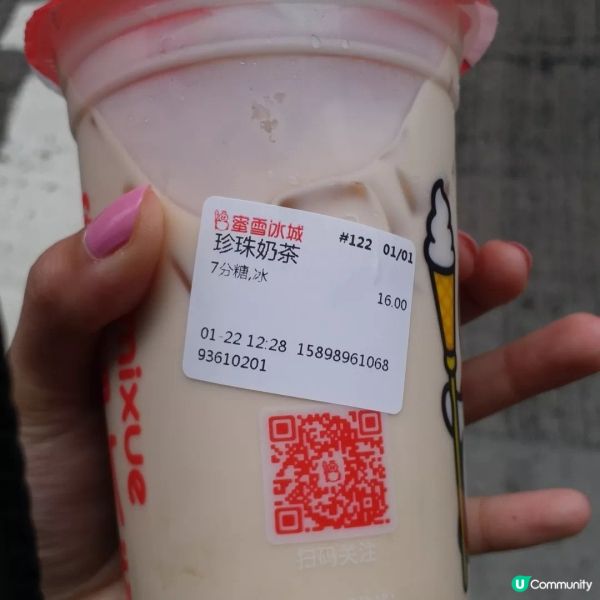 蜜雪冰城 #122 01/01
珍珠奶茶
7分糖,冰
16.00
01-22 12:28 15898961068
93610201
mixue
扫码关注
U Community